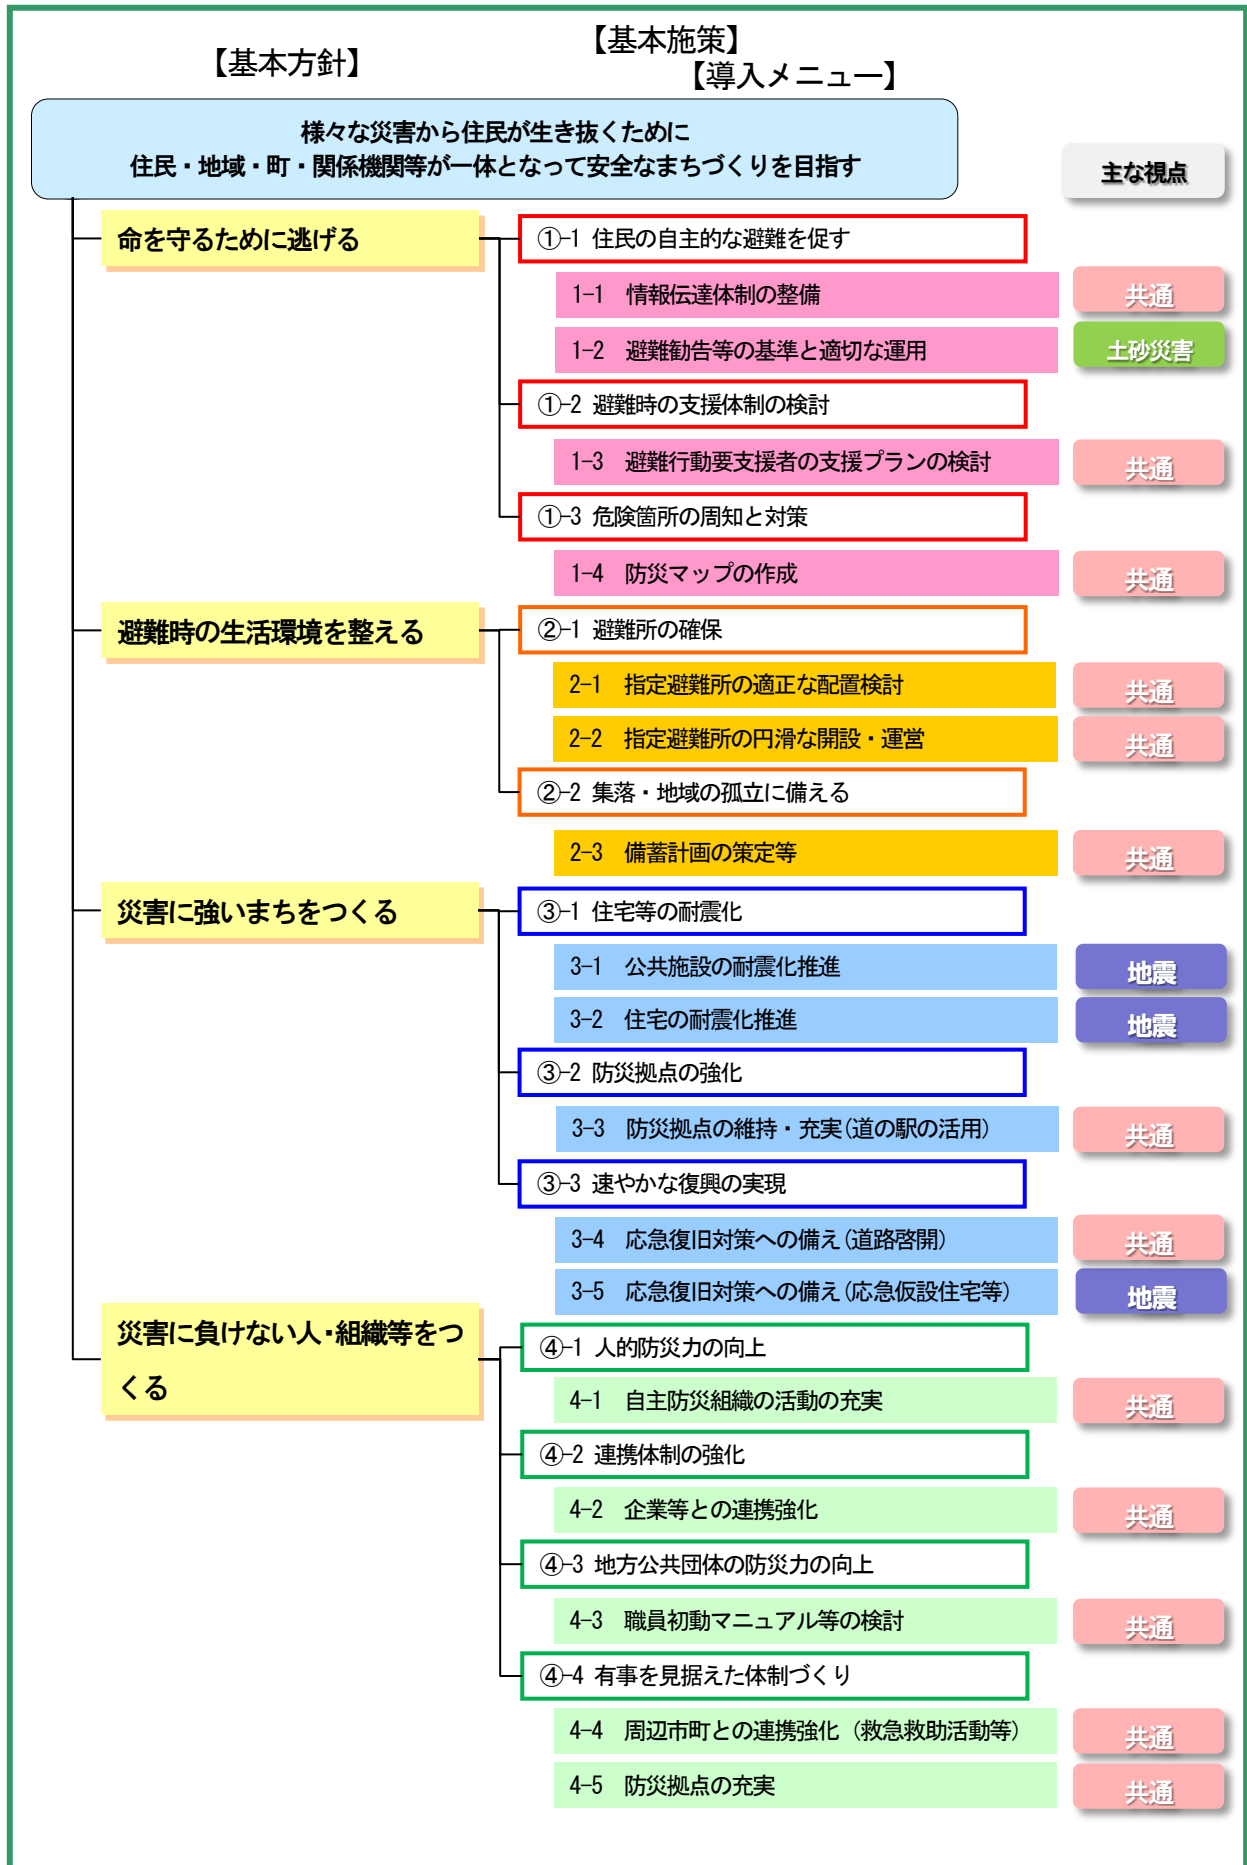 【基本方針】
【基本施策】
【導入メニュー】
様々な災害から住民が生き抜くために
住民・地域・町・関係機関等が一体となって安全なまちづくりを目指す
主な視点
命を守るために逃げる
①-1 住民の自主的な避難を促す
1-1 情報伝達体制の整備
共通
1-2 避難勧告等の基準と適切な運用
土砂災害
①-2 避難時の支援体制の検討
1-3 避難行動要支援者の支援プランの検討
共通
①-3 危険箇所の周知と対策
1-4 防災マップの作成
共通
避難時の生活環境を整える
②-1 避難所の確保
2-1 指定避難所の適正な配置検討
共通
2-2 指定避難所の円滑な開設・運営
共通
②-2 集落・地域の孤立に備える
2-3 備蓄計画の策定等
共通
災害に強いまちをつくる
③-1 住宅等の耐震化
3-1 公共施設の耐震化推進
地震
3-2 住宅の耐震化推進
地震
③-2 防災拠点の強化
3-3 防災拠点の維持・充実(道の駅の活用)
共通
③-3 速やかな復興の実現
3-4 応急復旧対策への備え(道路啓開)
共通
3-5 応急復旧対策への備え(応急仮設住宅等)
地震
災害に負けない人・組織等をつ
くる
④-1 人的防災力の向上
4-1 自主防災組織の活動の充実
共通
④-2 連携体制の強化
4-2 企業等との連携強化
共通
④-3 地方公共団体の防災力の向上
4-3 職員初動マニュアル等の検討
共通
④-4 有事を見据えた体制づくり
4-4 周辺市町との連携強化（救急救助活動等）
共通
4-5 防災拠点の充実
共通